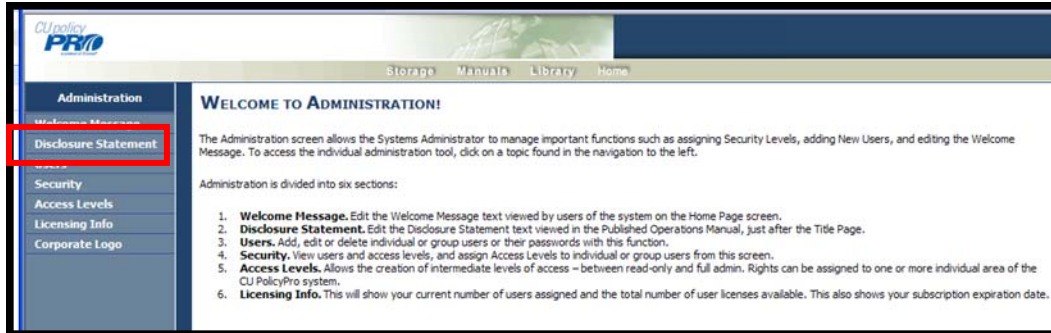 CU policy
PRO
Storage Manuals Library Home
Administration
Welcome Message
Disclosure Statement
Users
Security
Access Levels
Licensing Info
Corporate Logo
WELCOME TO ADMINISTRATION!
The Administration screen allows the Systems Administrator to manage important functions such as assigning Security Levels, adding New Users, and editing the Welcome
Message. To access the individual administration tool, click on a topic found in the navigation to the left.
Administration is divided into six sections:
1. Welcome Message. Edit the Welcome Message text viewed by users of the system on the Home Page screen.
2. Disclosure Statement. Edit the Disclosure Statement text viewed in the Published Operations Manual, just after the Title Page.
3. Users. Add, edit or delete individual or group users or their passwords with this function.
4. Security. View users and access levels, and assign Access Levels to individual or group users from this screen.
5. Access Levels. Allows the creation of intermediate levels of access – between read-only and full admin. Rights can be assigned to one or more individual area of the
CU PolicyPro system.
6. Licensing Info. This will show your current number of users assigned and the total number of user licenses available. This also shows your subscription expiration date.